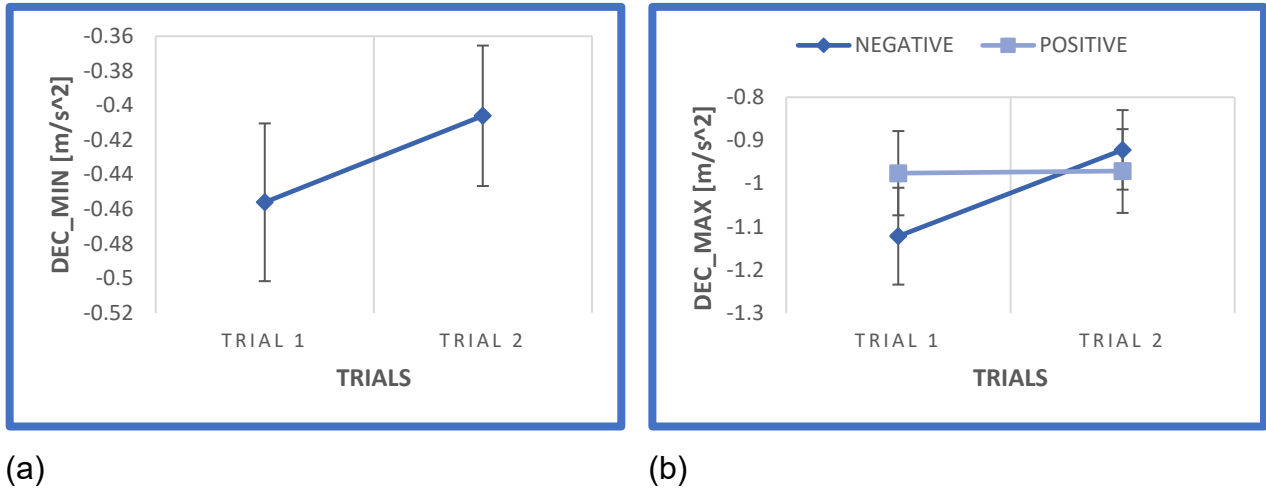 -0.36
-0.38
-0.4
-0.42
-0.44
-0.46
-0.48
-0.5
-0.52
DEC_MIN [m/s^2]
TRIAL 1 TRIAL 2
TRIALS
(a)
NEGATIVE POSITIVE
-0.8
-0.9
-1
-1.1
-1.2
-1.3
DEC_MAX [m/s^2]
TRIAL 1 TRIAL 2
TRIALS
(b)